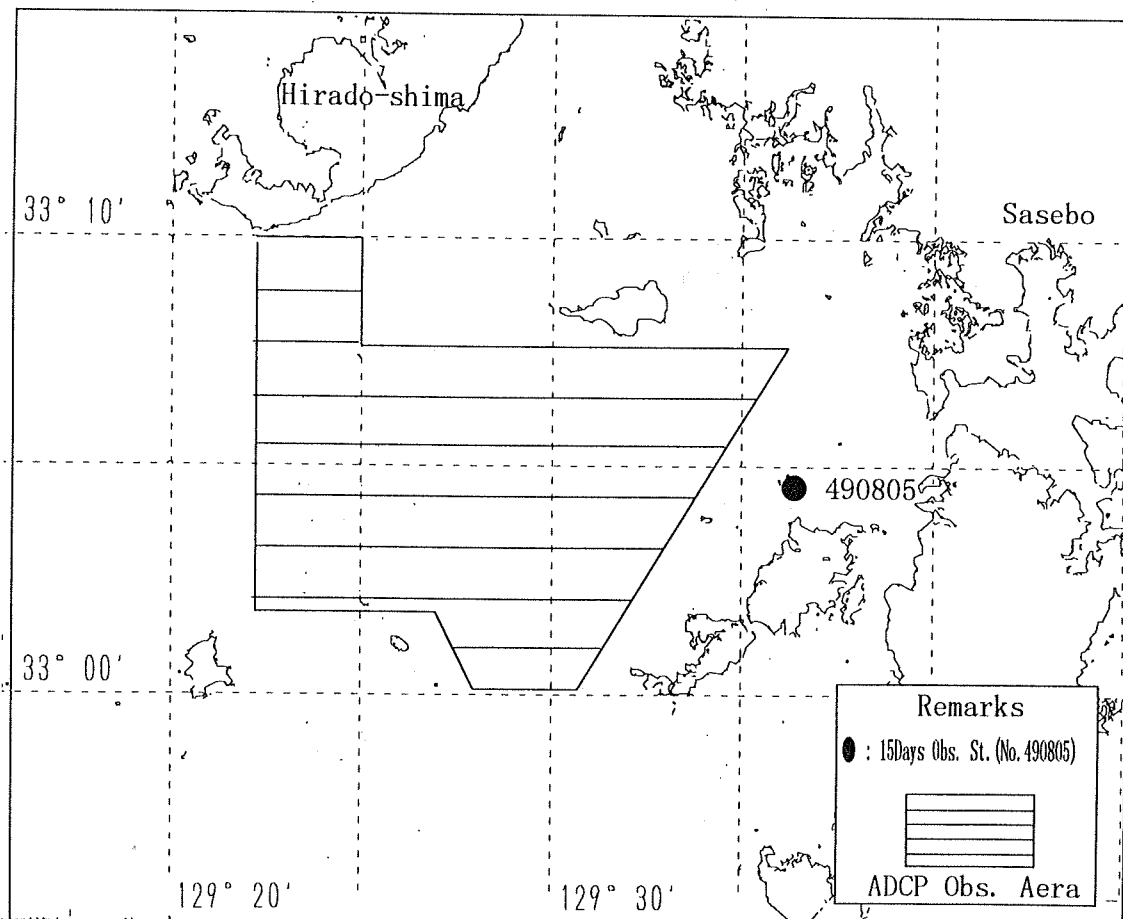 Hirado-shima
33° 10′
Sasebo
490805
33° 00′
Remarks
: 15Days Obs. St. (No. 490805)
ADCP Obs. Aera
129° 20′
129° 30′